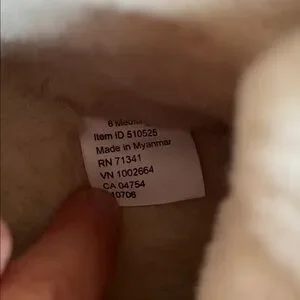 Item ID 510525
Made in Myanmar
RN 71341
VN 1002664
CA 04754